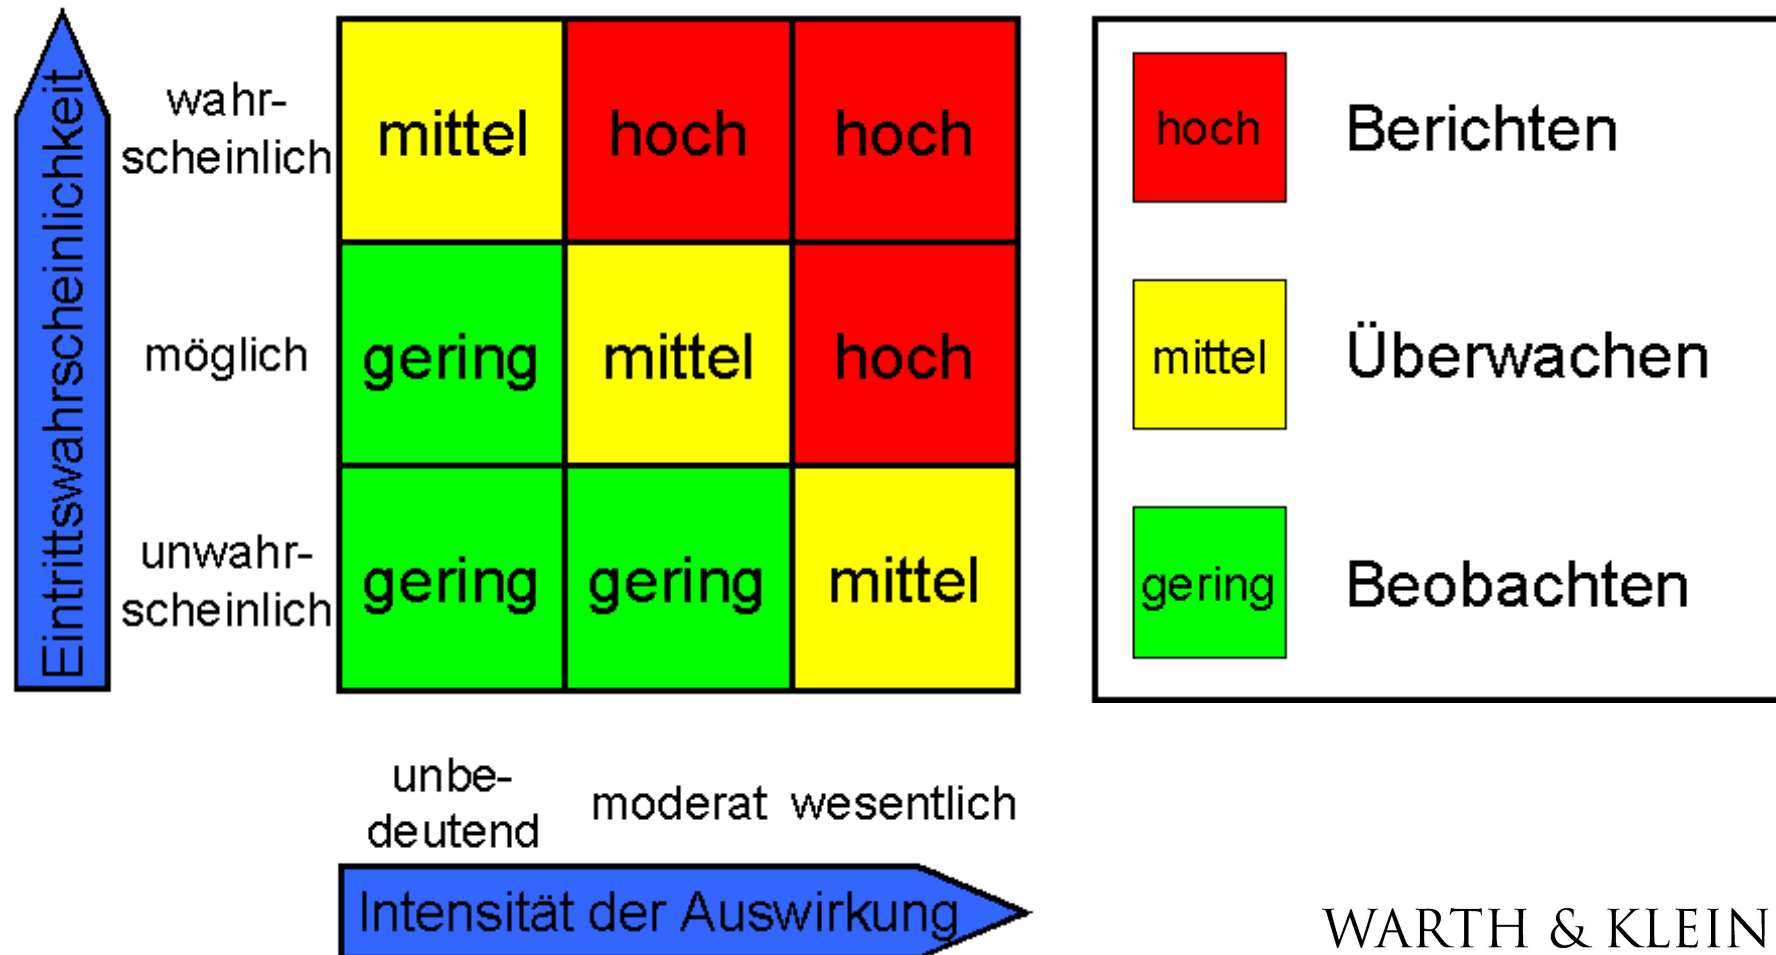 Eintrittswahrscheinlichkeit
wahr-
scheinlich
mittel hoch hoch
möglich
gering mittel hoch
unwahr-
scheinlich
gering gering mittel
unbe-
deutend
moderat wesentlich
Intensität der Auswirkung
hoch Berichten
mittel Überwachen
gering Beobachten
WARTH & KLEIN